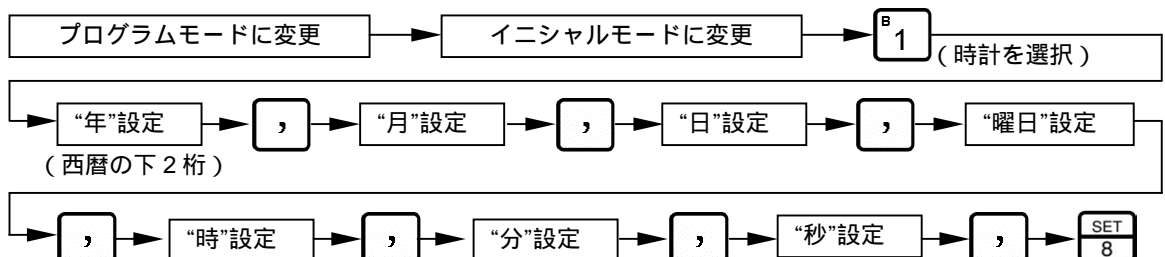 プログラムモードに変更 イニシャルモードに変更 B 1 (時計を選択)
“年”設定 , “月”設定 , “日”設定 , “曜日”設定
(西暦の下2桁)
, “時”設定 , “分”設定 , “秒”設定 , SET 8